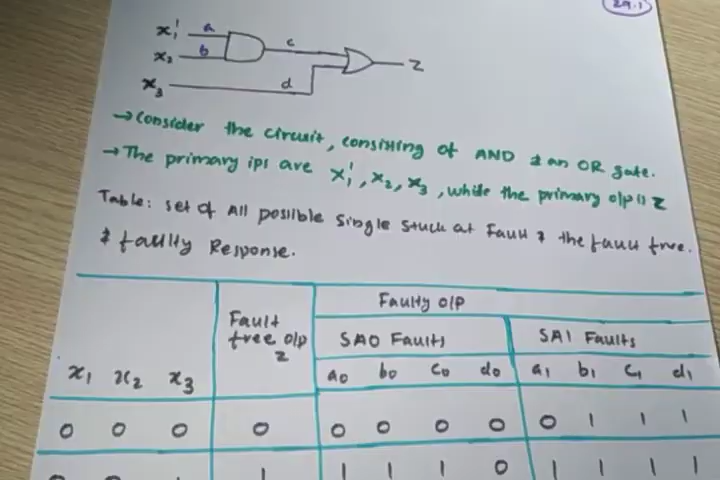 29.1
x₁' a
b c
x₂ z
x₃ d
→ Consider the circuit, consisting of AND & an OR gate.
→ The primary ips are x₁', x₂, x₃, while the primary o/p is z
Table: set of All possible single stuck at Fault & the fault free.
& faulty Response.
Faulty o/p
Fault free o/p z SA0 Faults SA1 Faults
x₁ x₂ x₃ a₀ b₀ c₀ d₀ a₁ b₁ c₁ d₁
0 0 0 0 0 0 0 0 0 1 1 1
1 1 1 1 0 1 1 1 1